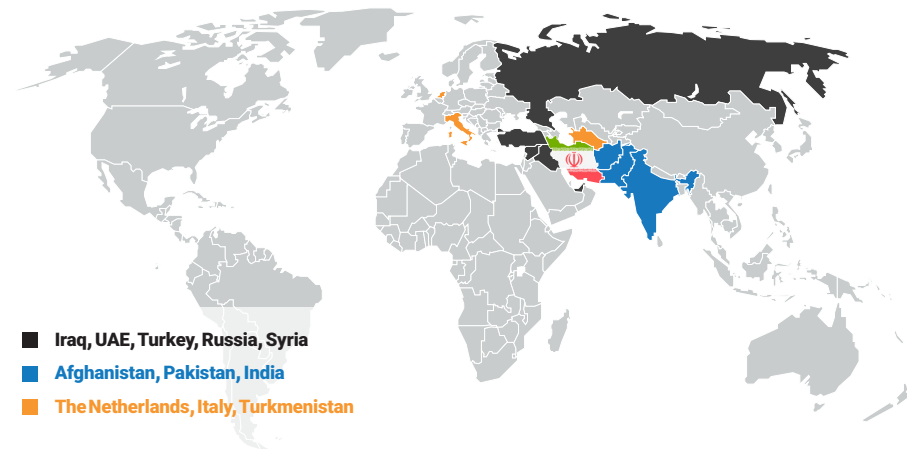 Iraq, UAE, Turkey, Russia, Syria
Afghanistan, Pakistan, India
The Netherlands, Italy, Turkmenistan